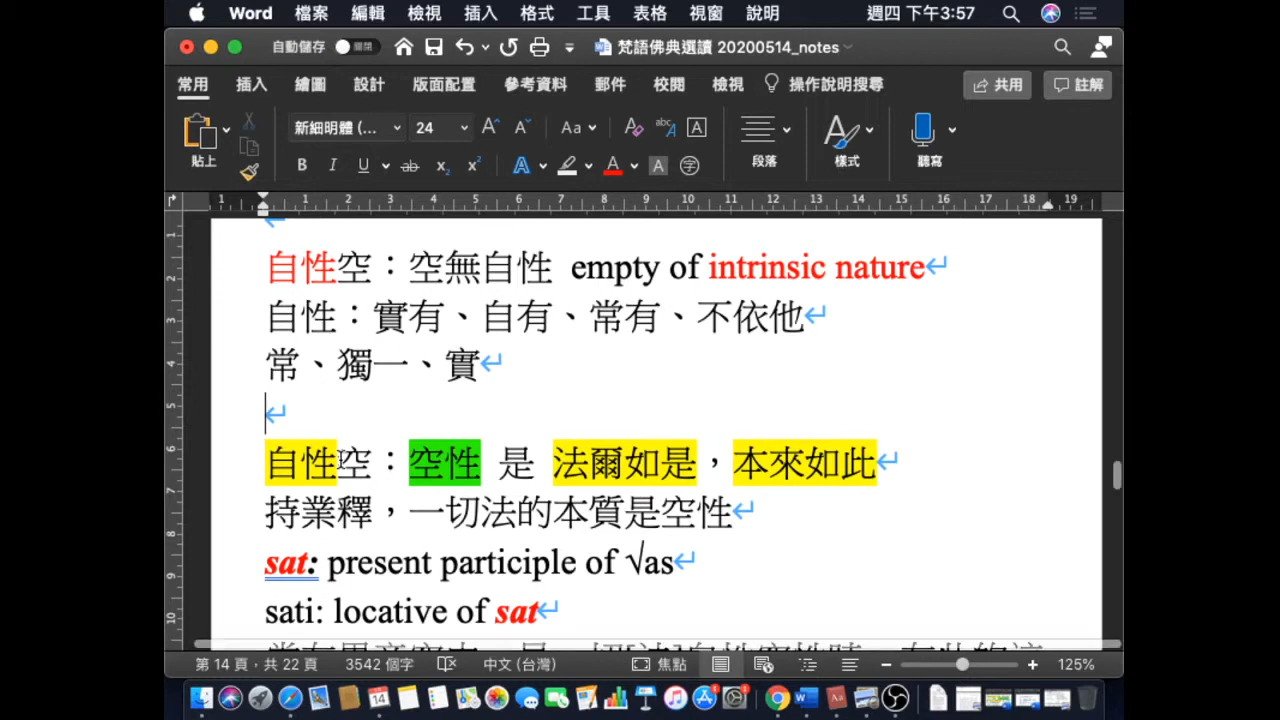 Word 檔案 編輯 檢視 插入 格式 工具 表格 視窗 說明 週四 下午3:57
自動儲存 關閉 梵語佛典選讀 20200514_notes
常用 插入 繪圖 設計 版面配置 參考資料 郵件 校閱 檢視 操作說明搜尋 共用 註解
貼上 新細明體 (... 24 段落 樣式 聽寫
自性空：空無自性 empty of intrinsic nature
自性：實有、自有、常有、不依他
常、獨一、實
自性空：空性 是 法爾如是，本來如此
持業釋，一切法的本質是空性
sat: present participle of √as
sati: locative of sat
第 14 頁，共 22 頁 3542 個字 中文 (台灣) 焦點 125%